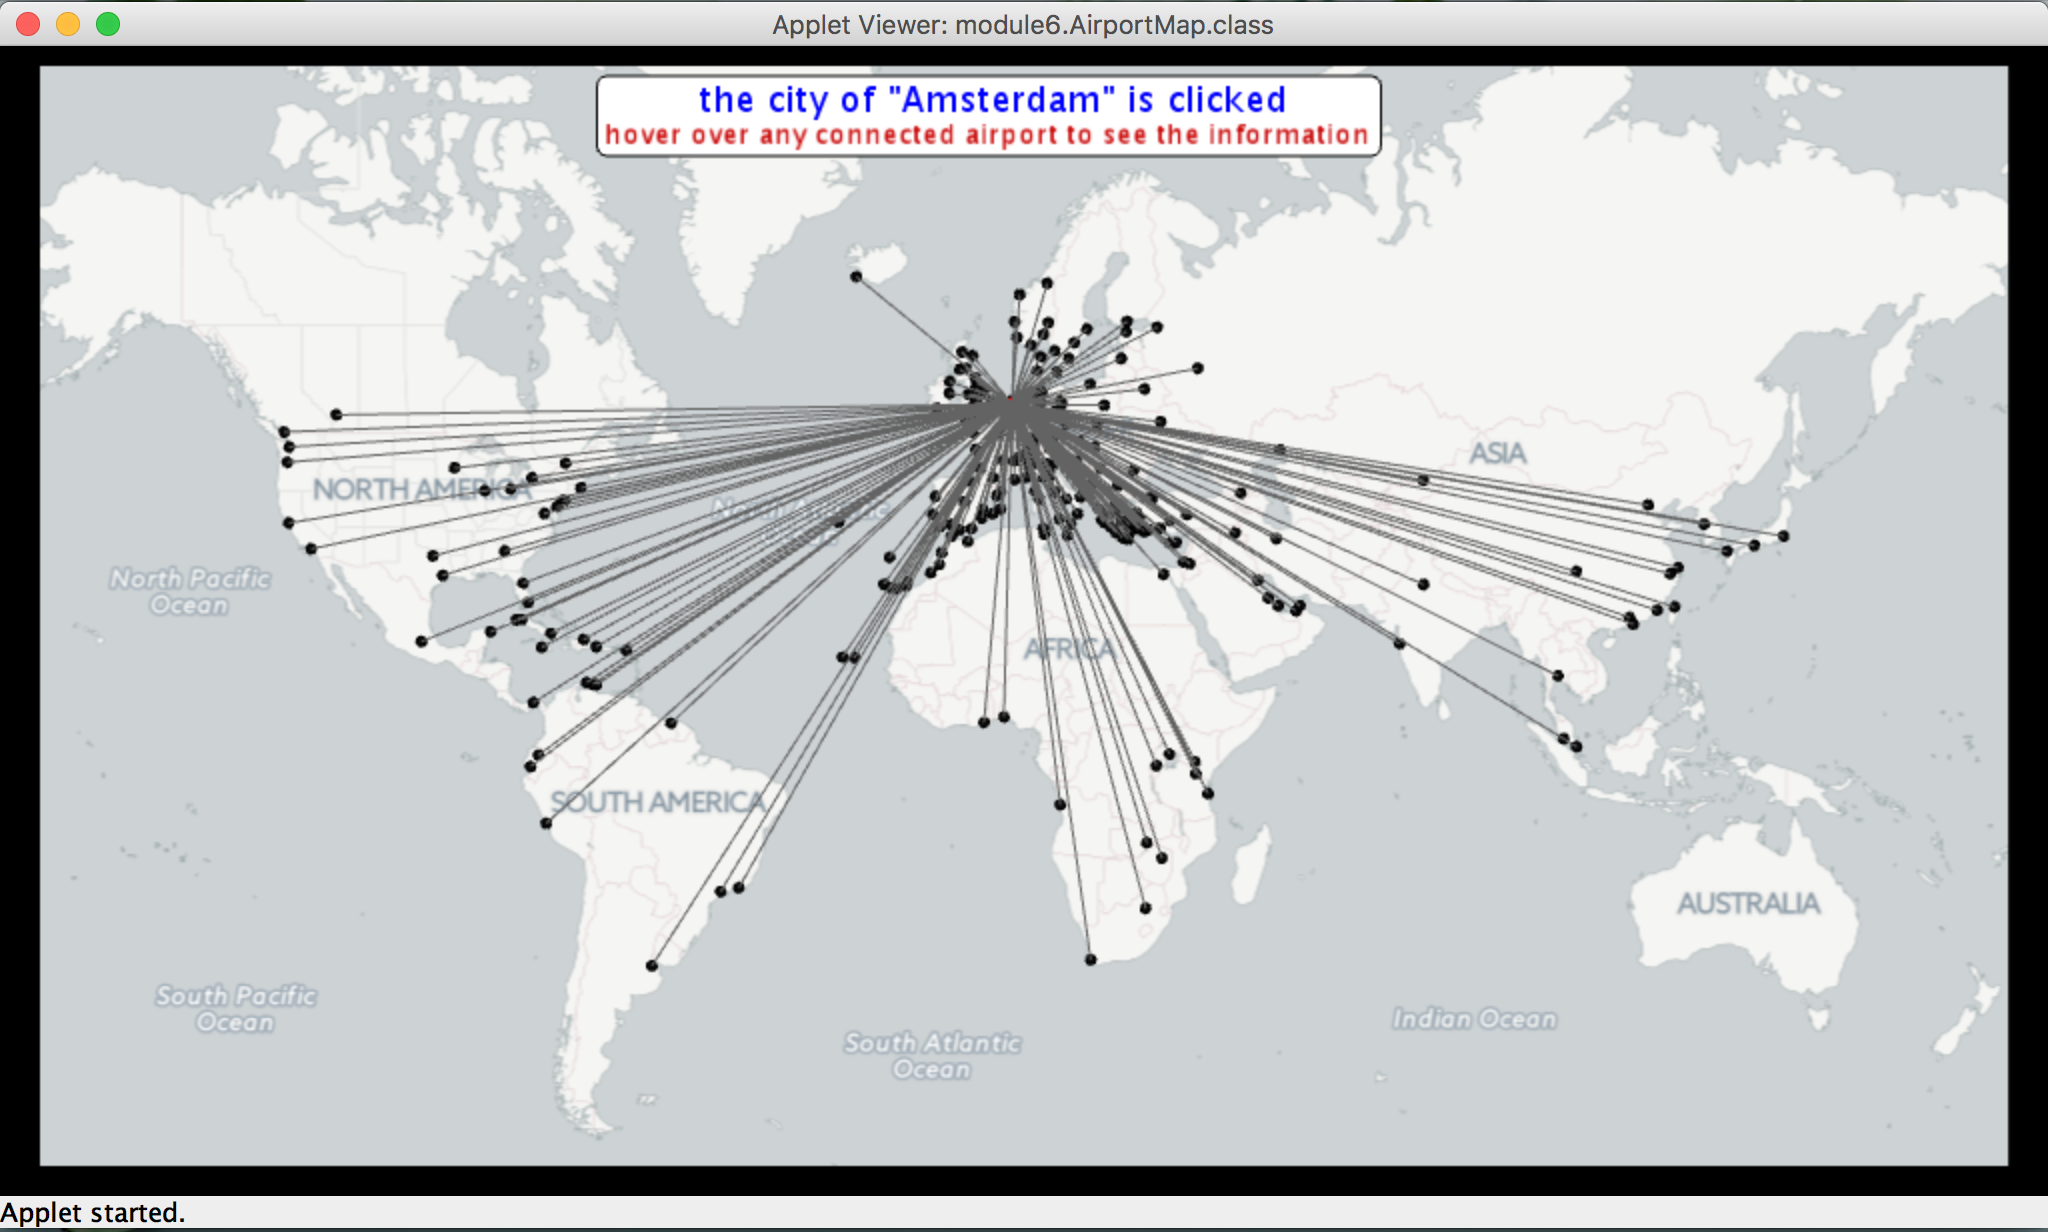 Applet Viewer: module6.AirportMap.class
the city of "Amsterdam" is clicked
hover over any connected airport to see the information
ASIA
NORTH AMERICA
North Atlantic
North Pacific
Ocean
AFRICA
SOUTH AMERICA
AUSTRALIA
South Pacific
Ocean
Indian Ocean
South Atlantic
Ocean
Applet started.